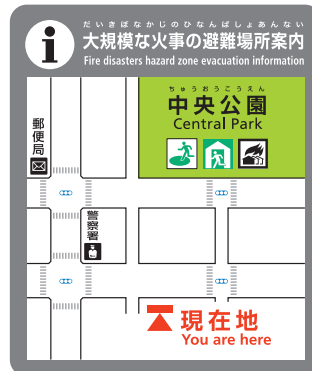 だいきぼなかじのひなんばしょあんない
大規模な火事の避難場所案内
Fire disasters hazard zone evacuation information
ちゅうおうこうえん
中央公園
Central Park
郵便局
警察署
現在地
You are here